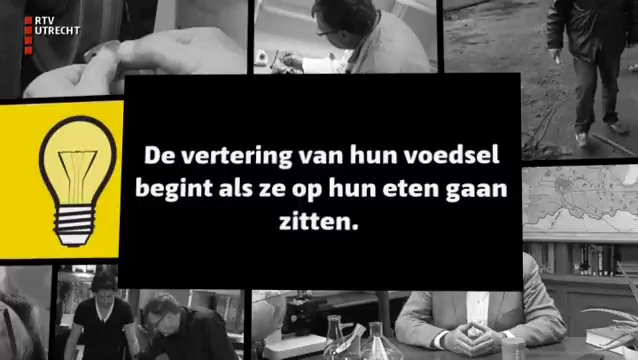 RTV
UTRECHT
De vertering van hun voedsel
begint als ze op hun eten gaan
zitten.